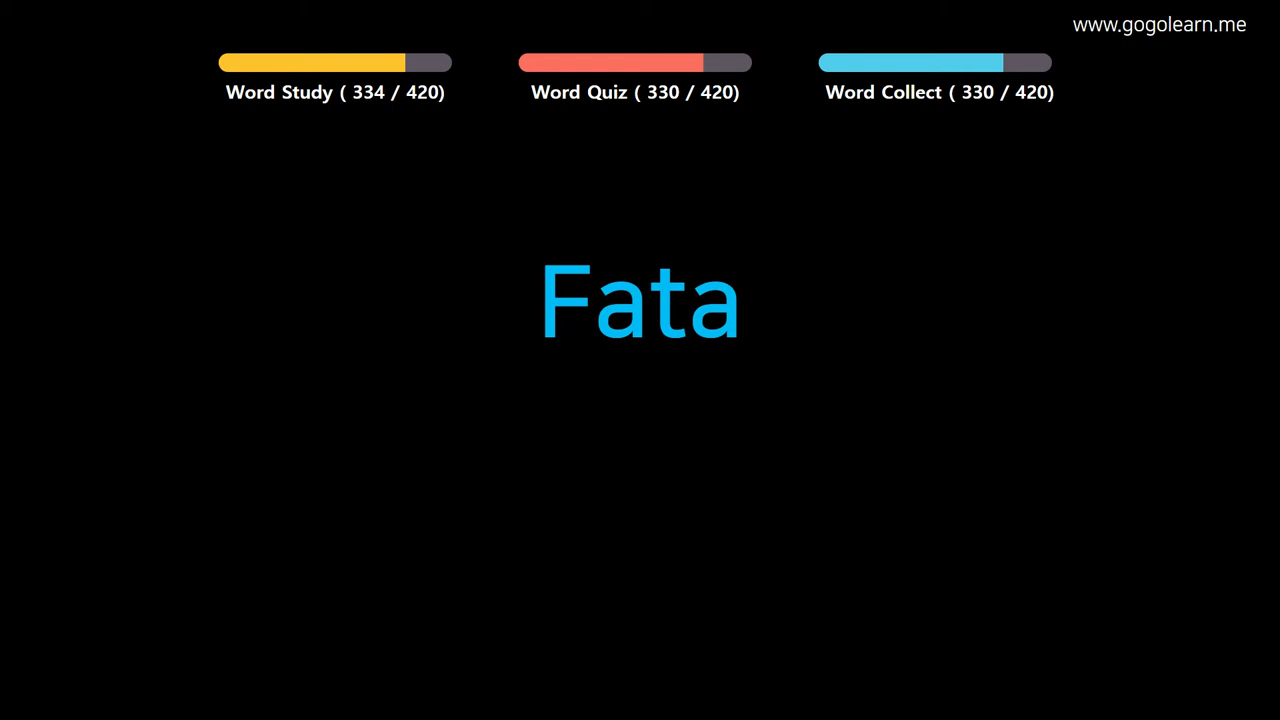 www.gogolearn.me
Word Study ( 334 / 420)
Word Quiz ( 330 / 420)
Word Collect ( 330 / 420)
Fata